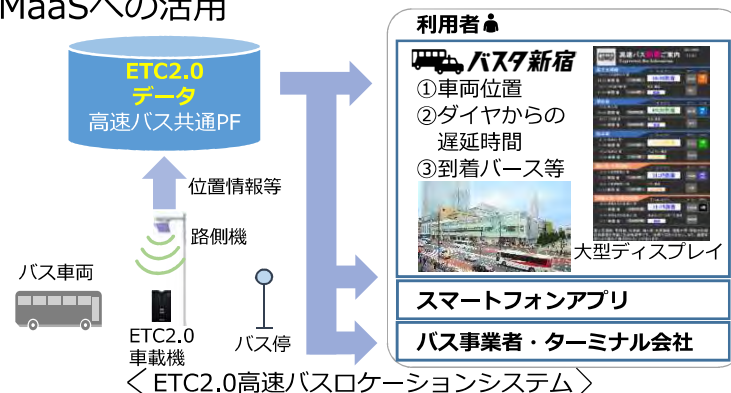 MaaSへの活用
ETC2.0
データ
高速バス共通PF
位置情報等
路側機
バス車両
ETC2.0
車載機
バス停
利用者
バスタ新宿
①車両位置
②ダイヤからの
遅延時間
③到着バース等
大型ディスプレイ
スマートフォンアプリ
バス事業者・ターミナル会社
＜ETC2.0高速バスロケーションシステム＞